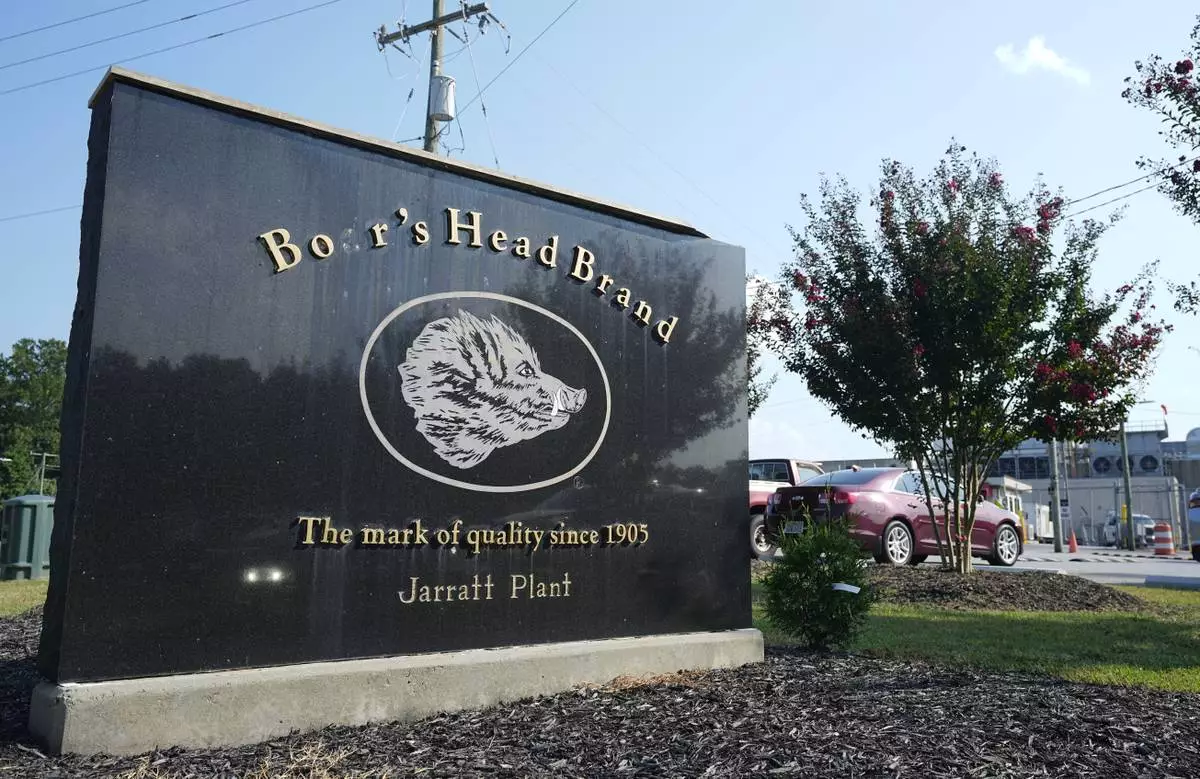 Bo r's Head Brand
®
The mark of quality since 1905
Jarratt Plant